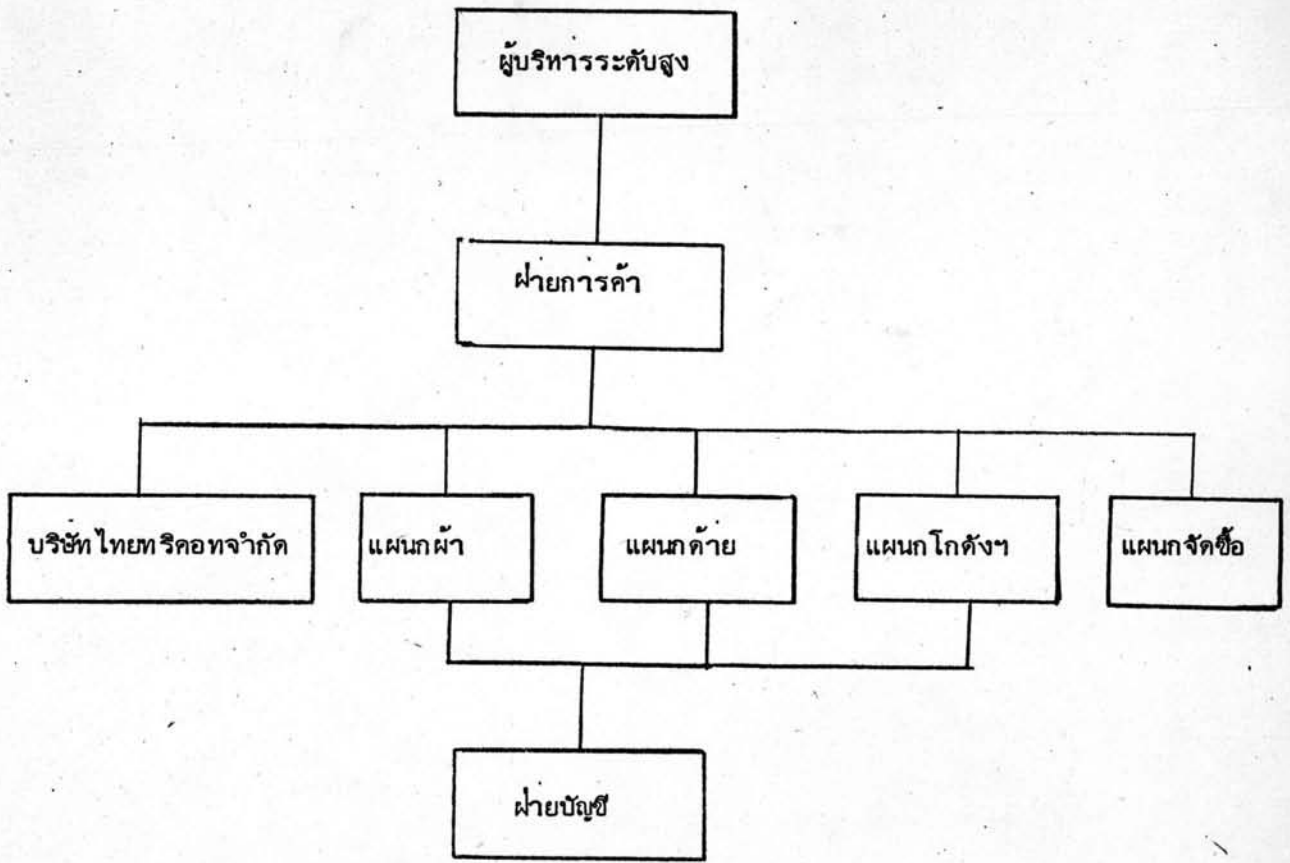 ผู้บริหารระดับสูง
ฝ่ายการค้า
บริษัทไทยทริคอทจำกัด
แผนกผ้า
แผนกด้าย
แผนกโกดังฯ
แผนกจัดซื้อ
ฝ่ายบัญชี